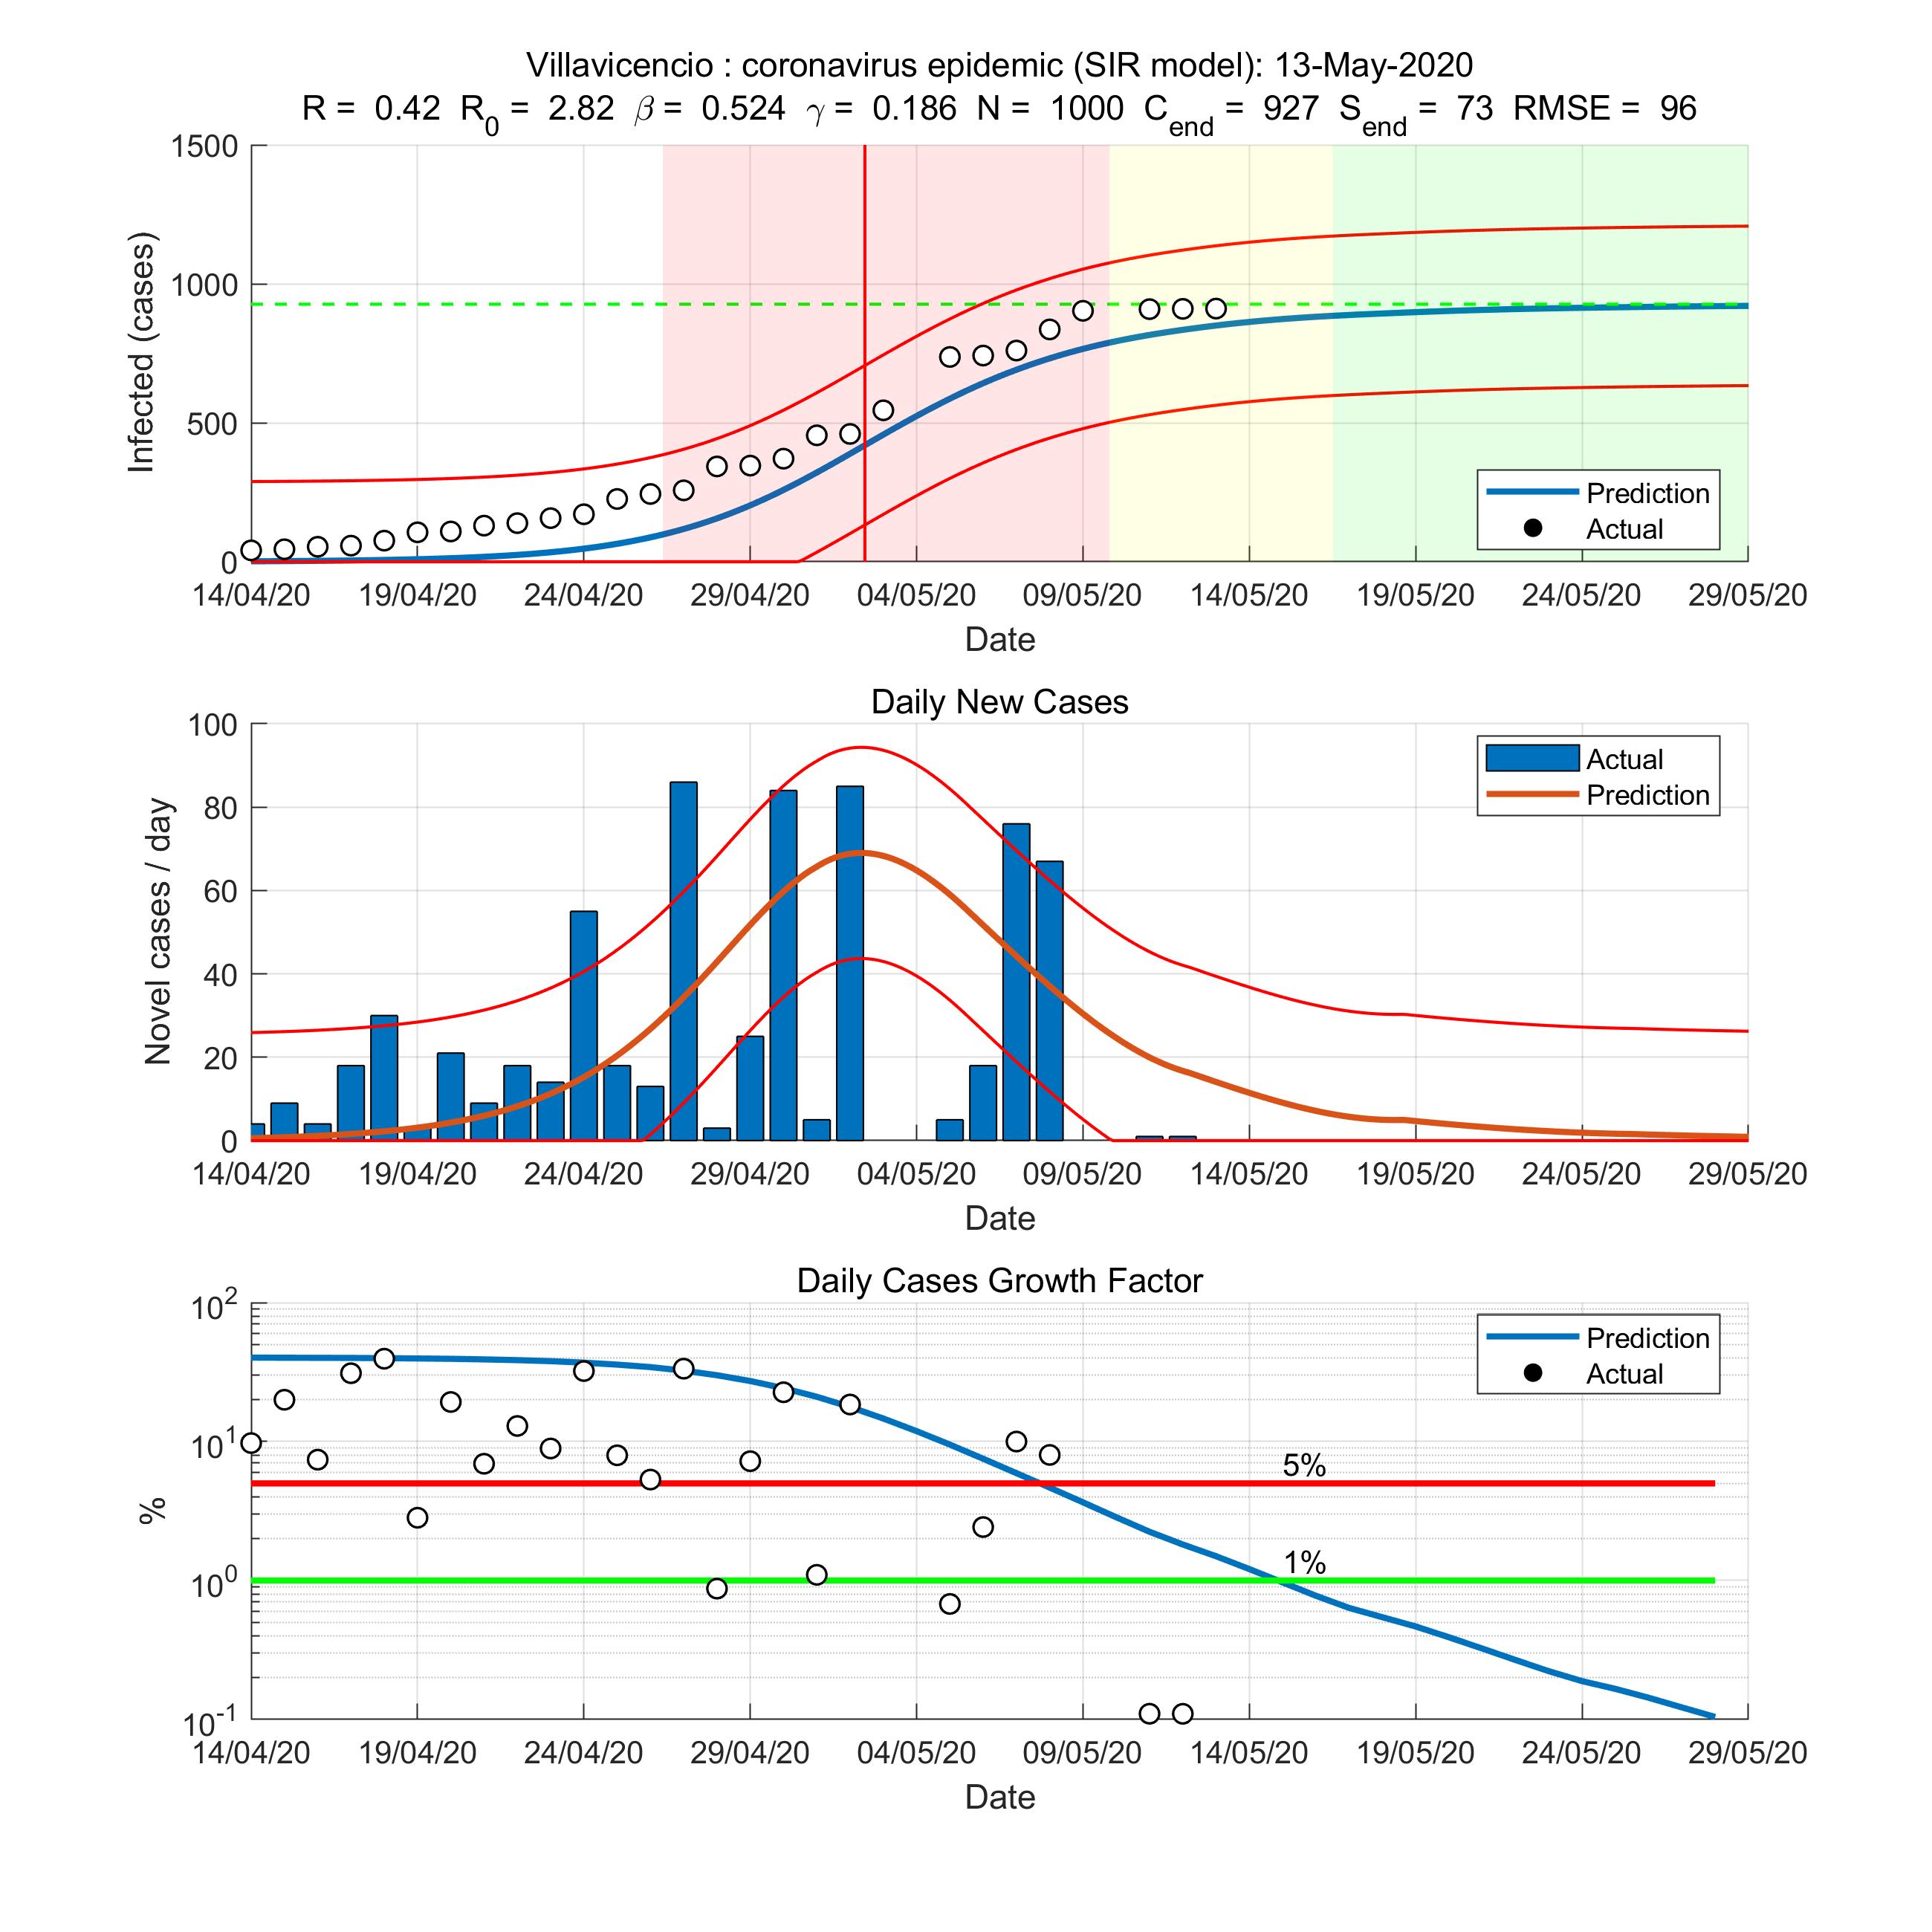 Villavicencio : coronavirus epidemic (SIR model): 13-May-2020
R = 0.42 R0 = 2.82 β = 0.524 γ = 0.186 N = 1000 Cend = 927 Send = 73 RMSE = 96
Infected (cases)
1500
1000
500
0
Prediction
Actual
14/04/20 19/04/20 24/04/20 29/04/20 04/05/20 09/05/20 14/05/20 19/05/20 24/05/20 29/05/20
Date
Daily New Cases
Novel cases / day
100
80
60
40
20
0
Actual
Prediction
14/04/20 19/04/20 24/04/20 29/04/20 04/05/20 09/05/20 14/05/20 19/05/20 24/05/20 29/05/20
Date
Daily Cases Growth Factor
%
10^2
10^1
10^0
10^-1
Prediction
Actual
5%
1%
14/04/20 19/04/20 24/04/20 29/04/20 04/05/20 09/05/20 14/05/20 19/05/20 24/05/20 29/05/20
Date